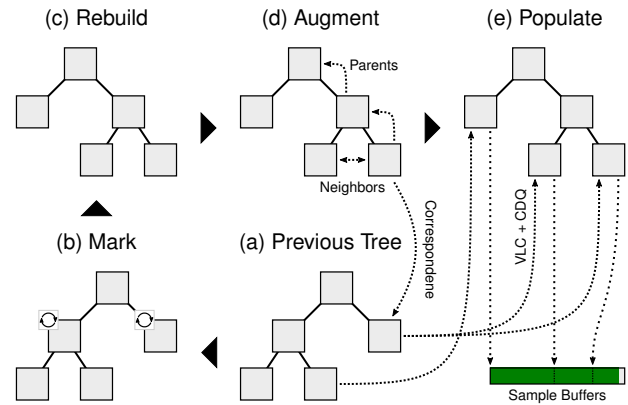 (c) Rebuild
(d) Augment
(e) Populate
Parents
Neighbors
Correspondene
VLC + CDQ
(b) Mark
(a) Previous Tree
Sample Buffers